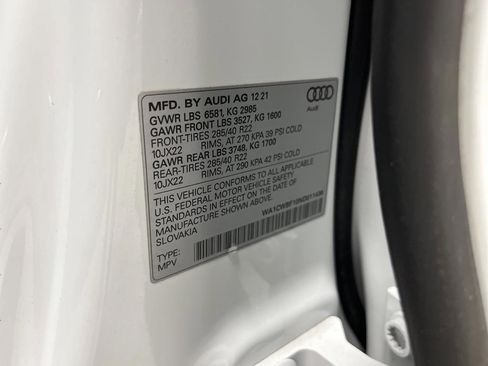 MFD. BY AUDI AG 12 21
GVWR LBS 6581, KG 2985
GAWR FRONT LBS 3527, KG 1600
FRONT-TIRES 285/40 R22
10JX22 RIMS, AT 270 KPA 39 PSI COLD
GAWR REAR LBS 3748, KG 1700
REAR-TIRES 285/40 R22
10JX22 RIMS, AT 290 KPA 42 PSI COLD
THIS VEHICLE CONFORMS TO ALL APPLICABLE
U.S. FEDERAL MOTOR VEHICLE SAFETY
STANDARDS IN EFFECT ON THE DATE OF
MANUFACTURE SHOWN ABOVE
SLOVAKIA
TYPE:
MPV
Audi